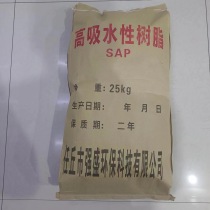 高吸水性树脂
SAP
净 重:25kg
生产日期: 年 月 日
保质期: 二年
任丘市强盛环保科技有限公司